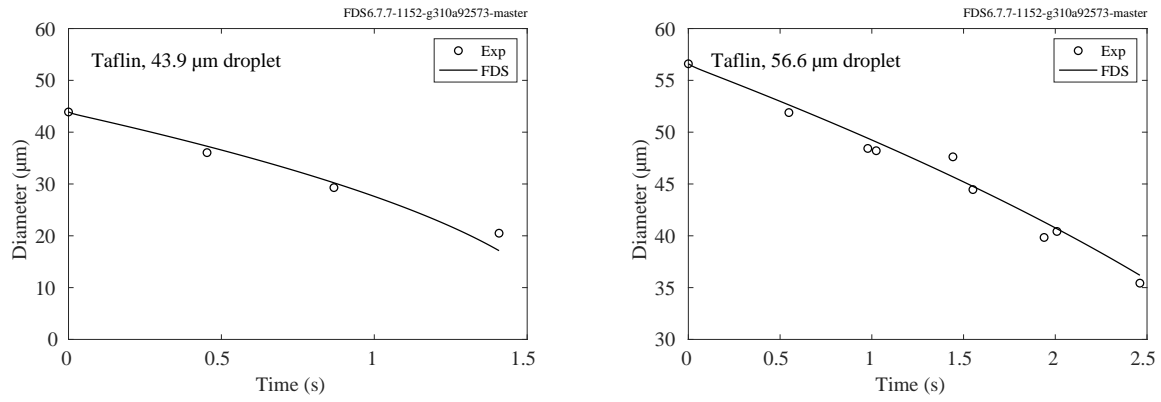 FDS6.7.7-1152-g310a92573-master
Taflin, 43.9 µm droplet
Exp
FDS
60
50
40
30
20
10
0
Diameter (µm)
0
0.5
1
1.5
Time (s)
FDS6.7.7-1152-g310a92573-master
Taflin, 56.6 µm droplet
Exp
FDS
60
55
50
45
40
35
30
Diameter (µm)
0
0.5
1
1.5
2
2.5
Time (s)